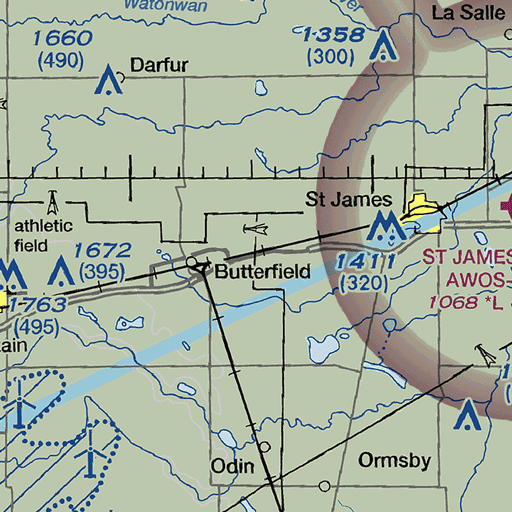 Watonwan
La Salle
1660
(490)
Darfur
1358
(300)
St James
athletic
field
1672
(395)
Butterfield
1411
(320)
ST JAMES
AWOS-
1068 *L
1763
(495)
Odin
Ormsby